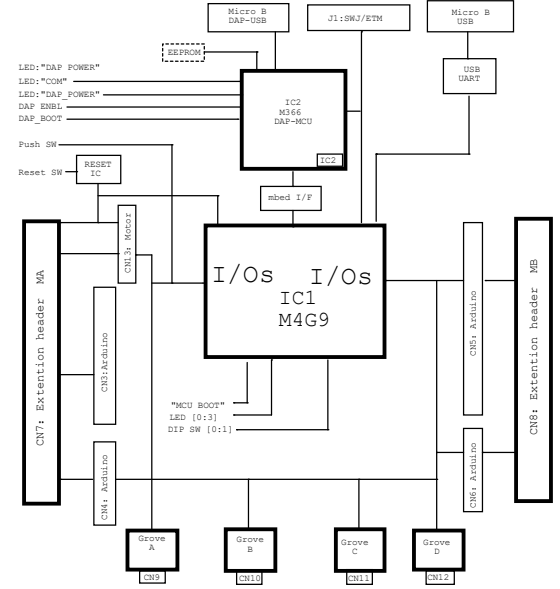 Micro B
DAP-USB
J1:SWJ/ETM
Micro B
USB
EEPROM
USB
UART
LED:"DAP POWER"
LED:"COM"
LED:"DAP_POWER"
DAP ENBL
DAP_BOOT
IC2
M366
DAP-MCU
IC2
Push SW
Reset SW
RESET
IC
mbed I/F
CN13: Motor
CN7: Extention header MA
CN3:Arduino
CN4: Arduino
I/Os I/Os
IC1
M4G9
CN5: Arduino
CN6: Arduino
CN8: Extention header MB
"MCU BOOT"
LED [0:3]
DIP SW [0:1]
Grove
A
CN9
Grove
B
CN10
Grove
C
CN11
Grove
D
CN12